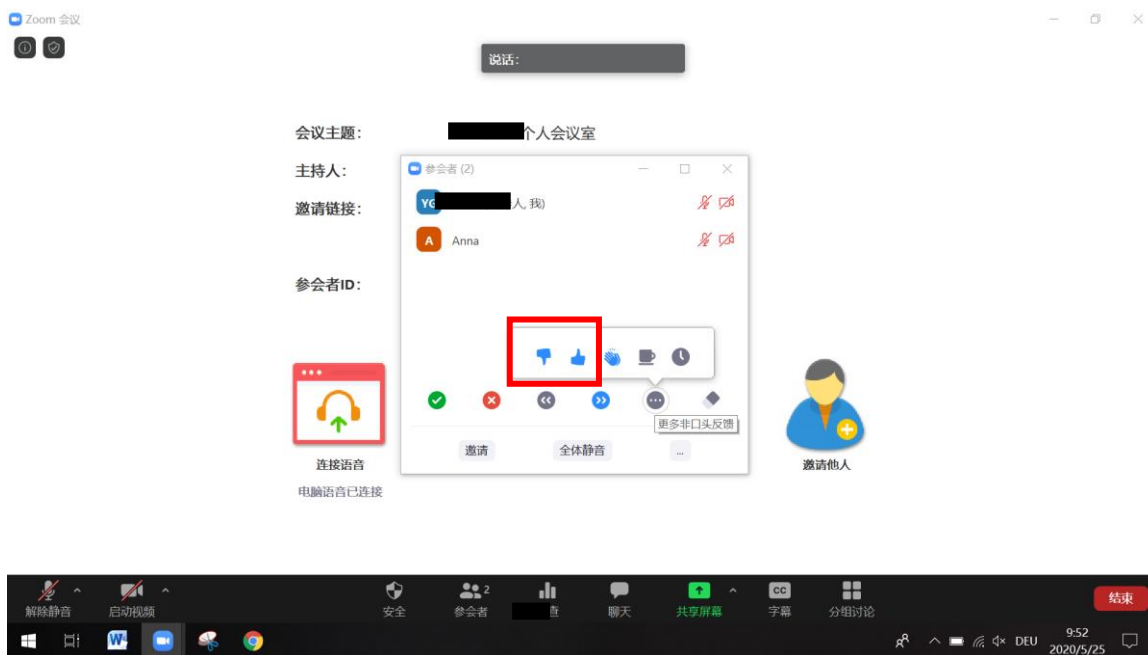 Zoom 会议
说话：
会议主题： 个人会议室
主持人：
邀请链接：
参会者ID：
参会者 (2)
YG 人, 我)
A Anna
更多非口头反馈
邀请 全体静音 ...
连接语音
电脑语音已连接
邀请他人
解除静音 启动视频 安全 参会者 2 查 聊天 共享屏幕 CC 字幕 分组讨论 结束
W DEU 9:52
2020/5/25